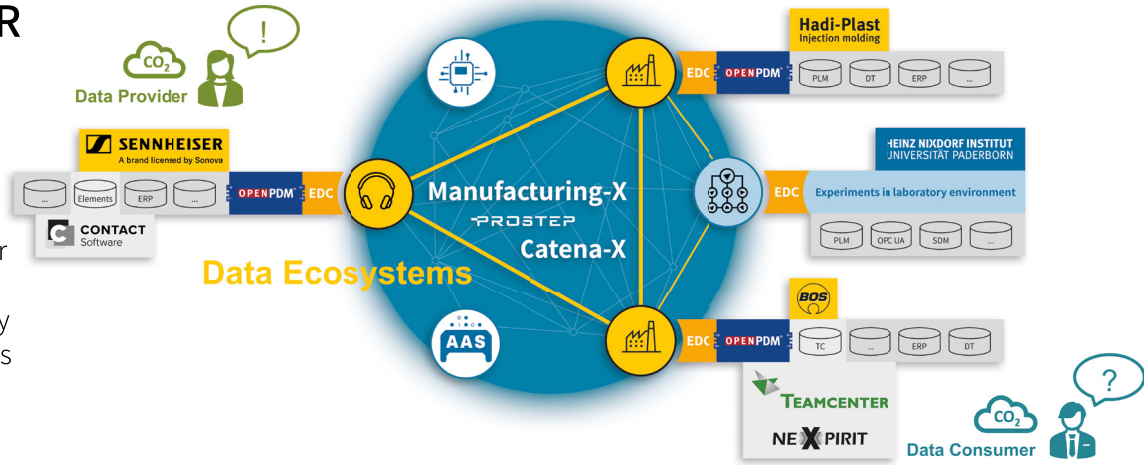 R
!
CO2
Data Provider
SENNHEISER
A brand licensed by Sonova
...
Elements
ERP
...
OPENPDM
EDC
CONTACT
Software
r
y
s
Manufacturing-X
PROSTEP
Catena-X
Data Ecosystems
AAS
Hadi-Plast
Injection molding
EDC
OPENPDM
PLM
DT
ERP
...
HEINZ NIXDORF INSTITUT
UNIVERSITÄT PADERBORN
EDC
Experiments in laboratory environment
PLM
OPC UA
SDM
...
BOS
EDC
OPENPDM
TC
...
ERP
DT
TEAMCENTER
NEXPIRIT
?
CO2
Data Consumer